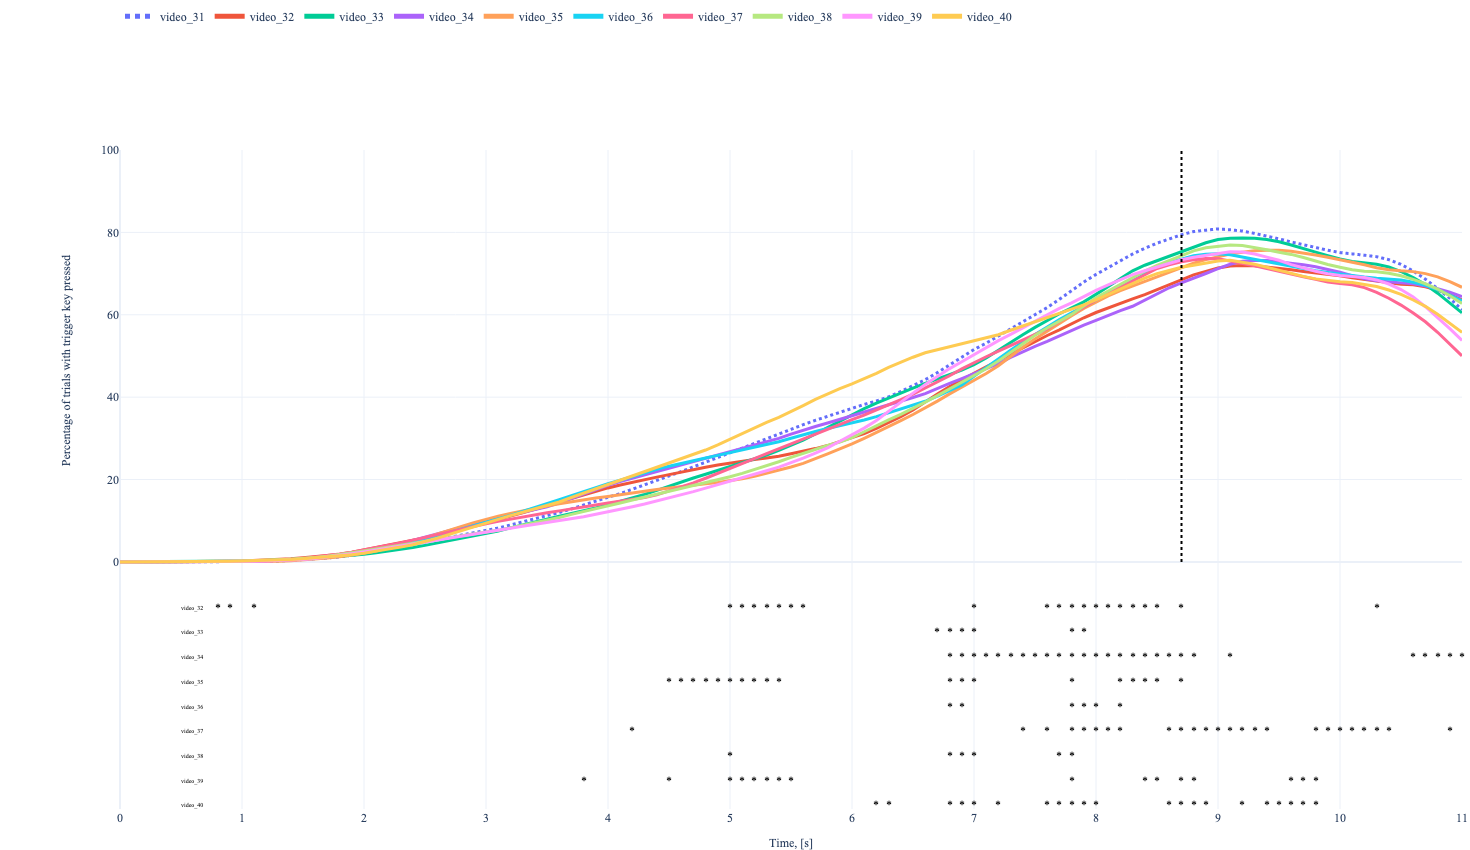 video_31 video_32 video_33 video_34 video_35 video_36 video_37 video_38 video_39 video_40
100
80
60
40
20
0
Percentage of trials with trigger key pressed
video_32 * * * * * * * * * * * * * * * * * * * * * * * *
video_33 * * * * * *
video_34 * * * * * * * * * * * * * * * * * * * * * * * * * * *
video_35 * * * * * * * * * * * * * * * * * * *
video_36 * * * * * *
video_37 * * * * * * * * * * * * * * * * * * * * * * * * *
video_38 * * * * * *
video_39 * * * * * * * * * * * * * * * *
video_40 * * * * * * * * * * * * * * * * * * * * *
0 1 2 3 4 5 6 7 8 9 10 11
Time, [s]